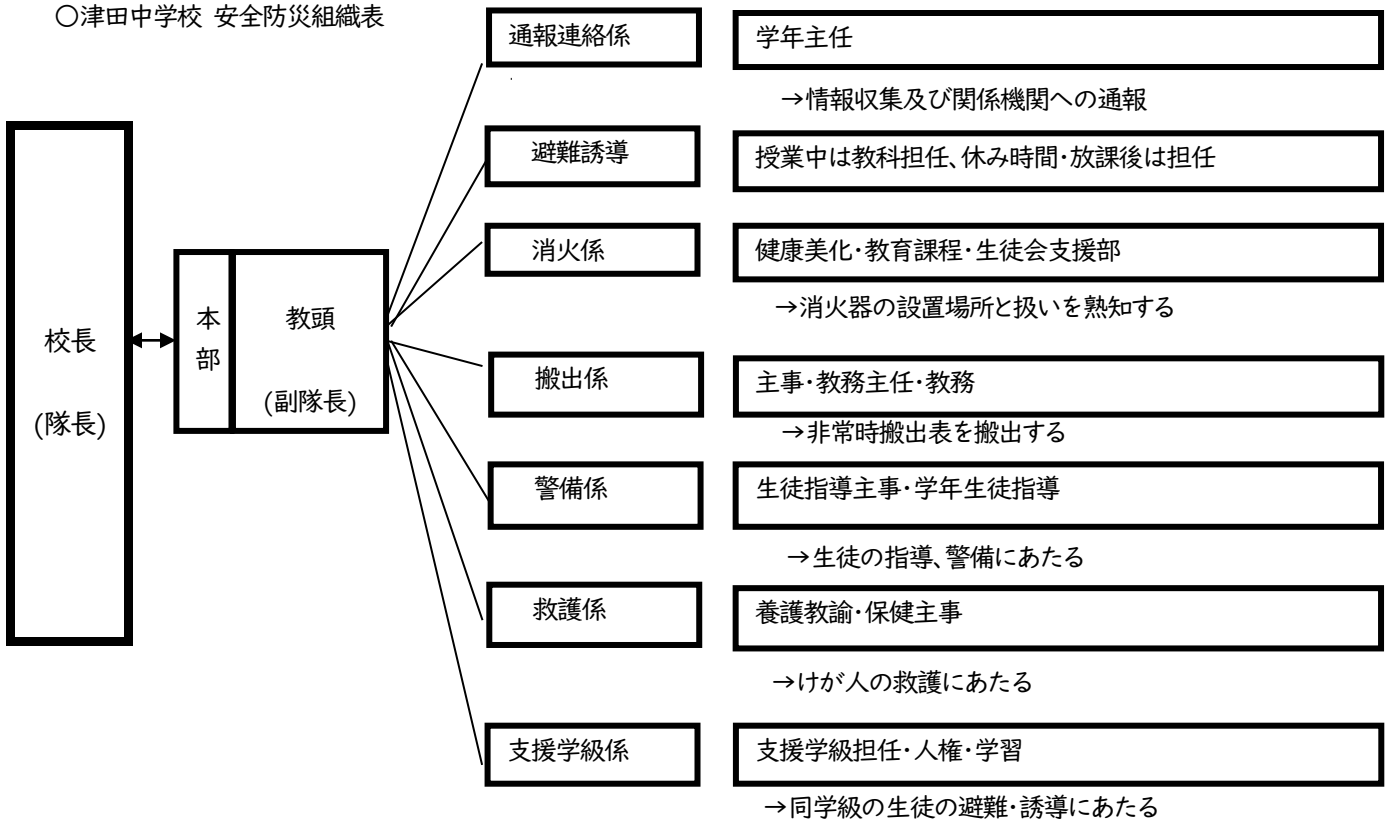 〇津田中学校 安全防災組織表
校長
(隊長)
本部
教頭
(副隊長)
通報連絡係
学年主任
→情報収集及び関係機関への通報
避難誘導
授業中は教科担任、休み時間・放課後は担任
消火係
健康美化・教育課程・生徒会支援部
→消火器の設置場所と扱いを熟知する
搬出係
主事・教務主任・教務
→非常時搬出表を搬出する
警備係
生徒指導主事・学年生徒指導
→生徒の指導、警備にあたる
救護係
養護教諭・保健主事
→けが人の救護にあたる
支援学級係
支援学級担任・人権・学習
→同学級の生徒の避難・誘導にあたる